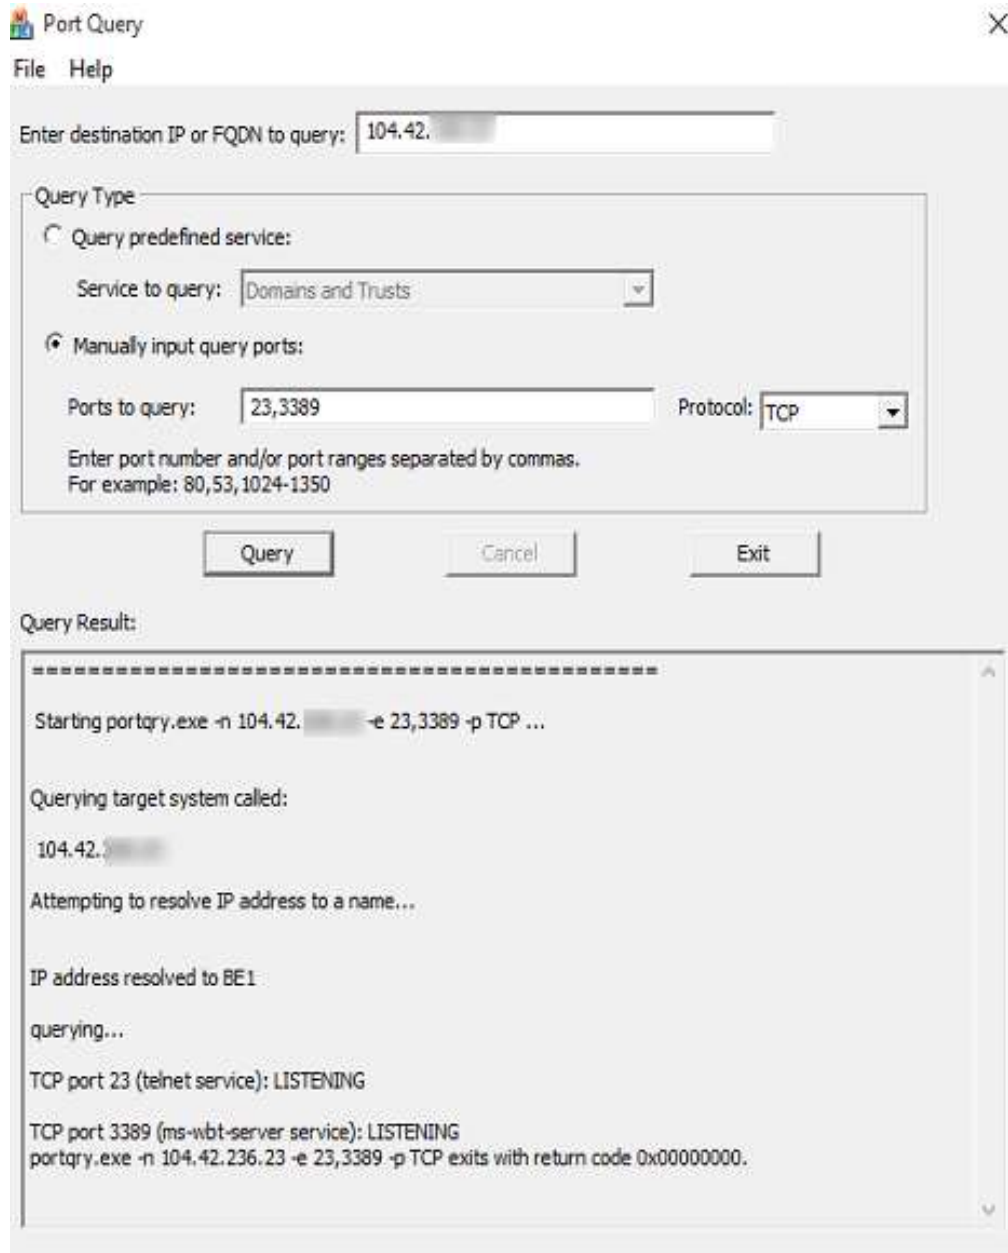 Port Query
File Help
Enter destination IP or FQDN to query: 104.42.
Query Type
Query predefined service:
Service to query: Domains and Trusts
Manually input query ports:
Ports to query: 23,3389 Protocol: TCP
Enter port number and/or port ranges separated by commas.
For example: 80,53,1024-1350
Query Cancel Exit
Query Result:
=============================================
Starting portqry.exe -n 104.42. -e 23,3389 -p TCP ...
Querying target system called:
104.42.
Attempting to resolve IP address to a name...
IP address resolved to BE1
querying...
TCP port 23 (telnet service): LISTENING
TCP port 3389 (ms-wbt-server service): LISTENING
portqry.exe -n 104.42.236.23 -e 23,3389 -p TCP exits with return code 0x00000000.